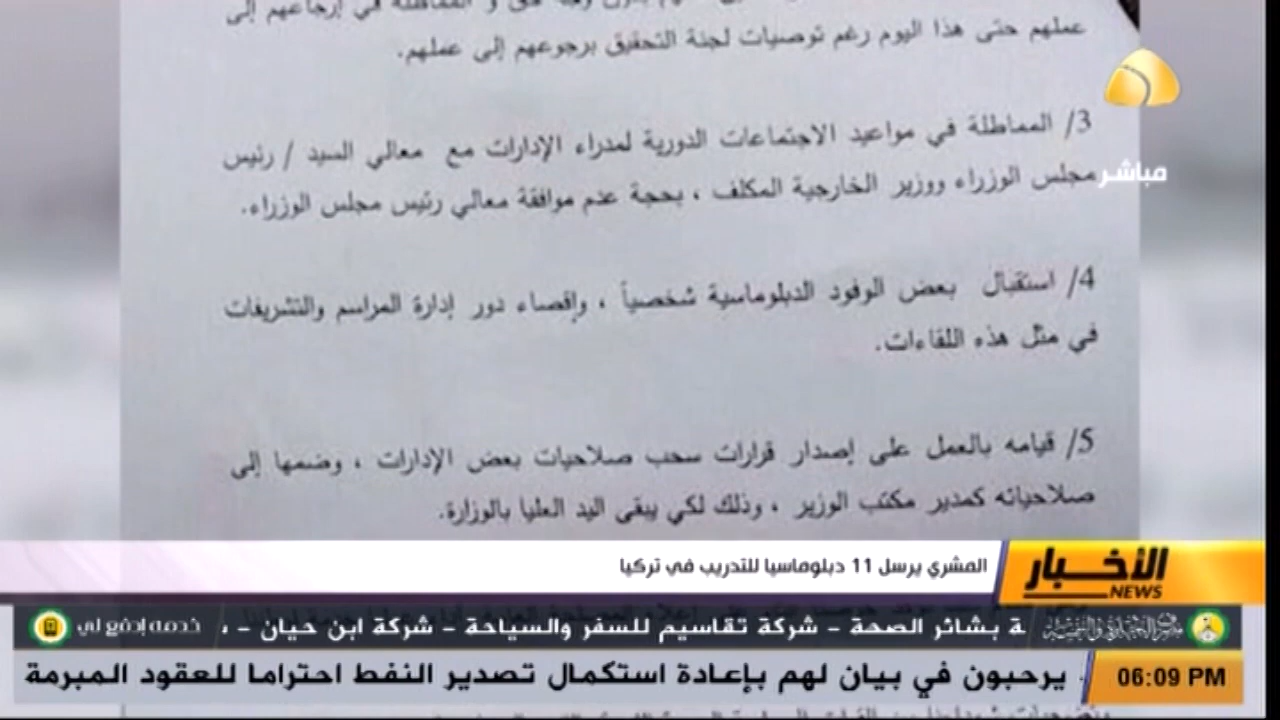 عملهم حتى هذا اليوم رغم توصيات لجنة التحقيق برجوعهم إلى عملهم.
3/ المماطلة في مواعيد الاجتماعات الدورية لمدراء الإدارات مع معالي السيد / رئيس
مجلس الوزراء ووزير الخارجية المكلف ، بحجة عدم موافقة معالي رئيس مجلس الوزراء.
مباشر
4/ استقبال بعض الوفود الدبلوماسية شخصياً ، وإقصاء دور إدارة المراسم والتشريفات
في مثل هذه اللقاءات.
5/ قيامه بالعمل على إصدار قرارات سحب صلاحيات بعض الإدارات ، وضمها إلى
صلاحياته كمدير مكتب الوزير ، وذلك لكي يبقى اليد العليا بالوزارة.
الأخبار
NEWS
المشري يرسل 11 دبلوماسيا للتدريب في تركيا
ة بشائر الصحة – شركة تقاسيم للسفر والسياحة – شركة ابن حيان –
خدمة إدفع لي
يرحبون في بيان لهم بإعادة استكمال تصدير النفط احتراما للعقود المبرمة
06:09 PM